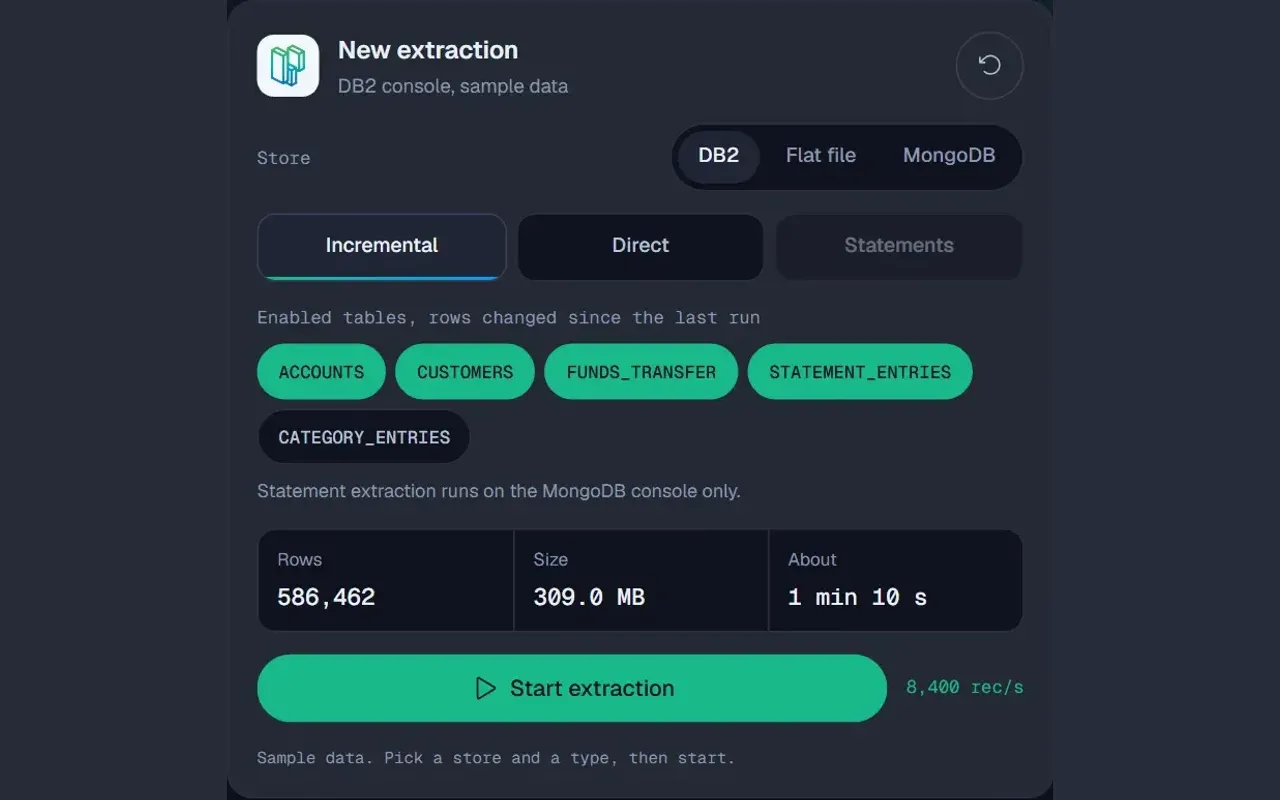 New extraction
DB2 console, sample data
Store
DB2 Flat file MongoDB
Incremental Direct Statements
Enabled tables, rows changed since the last run
ACCOUNTS CUSTOMERS FUNDS_TRANSFER STATEMENT_ENTRIES
CATEGORY_ENTRIES
Statement extraction runs on the MongoDB console only.
Rows Size About
586,462 309.0 MB 1 min 10 s
Start extraction 8,400 rec/s
Sample data. Pick a store and a type, then start.